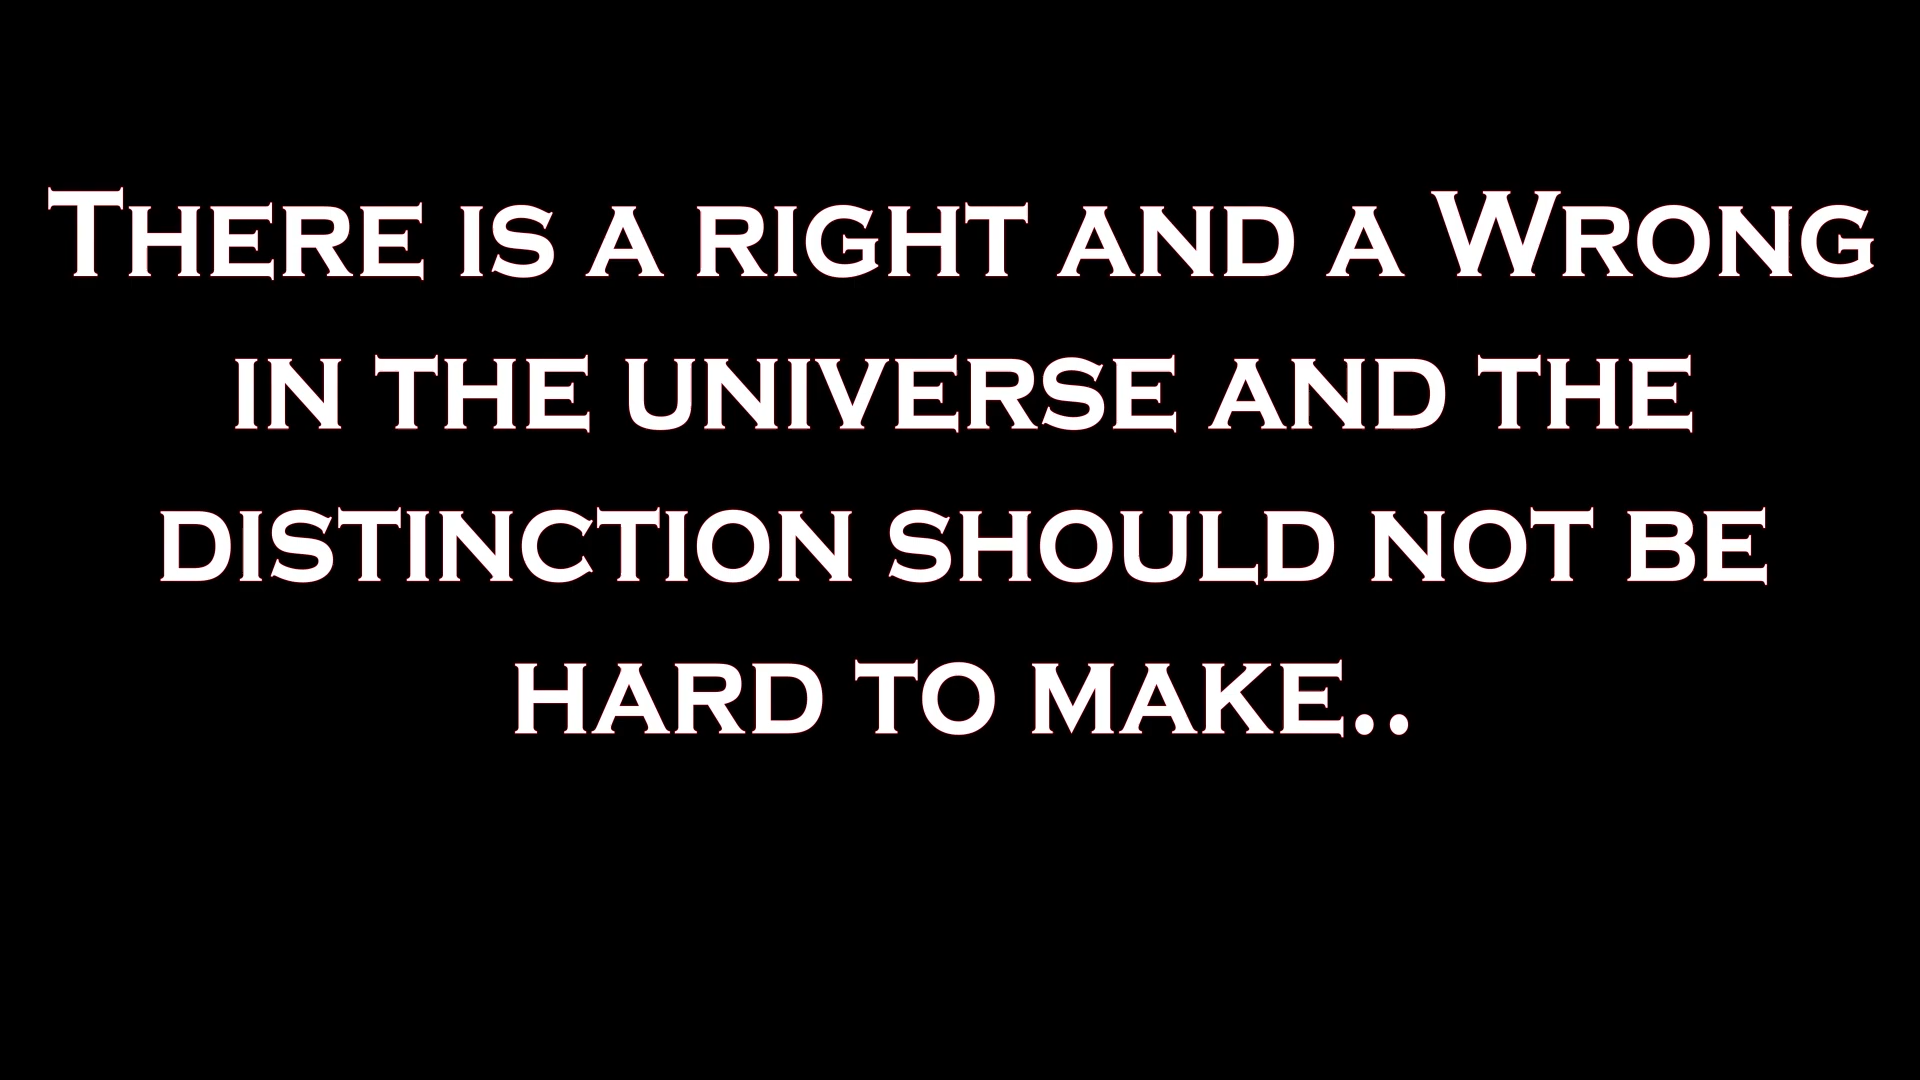 There is a right and a Wrong
in the universe and the
distinction should not be
hard to make..